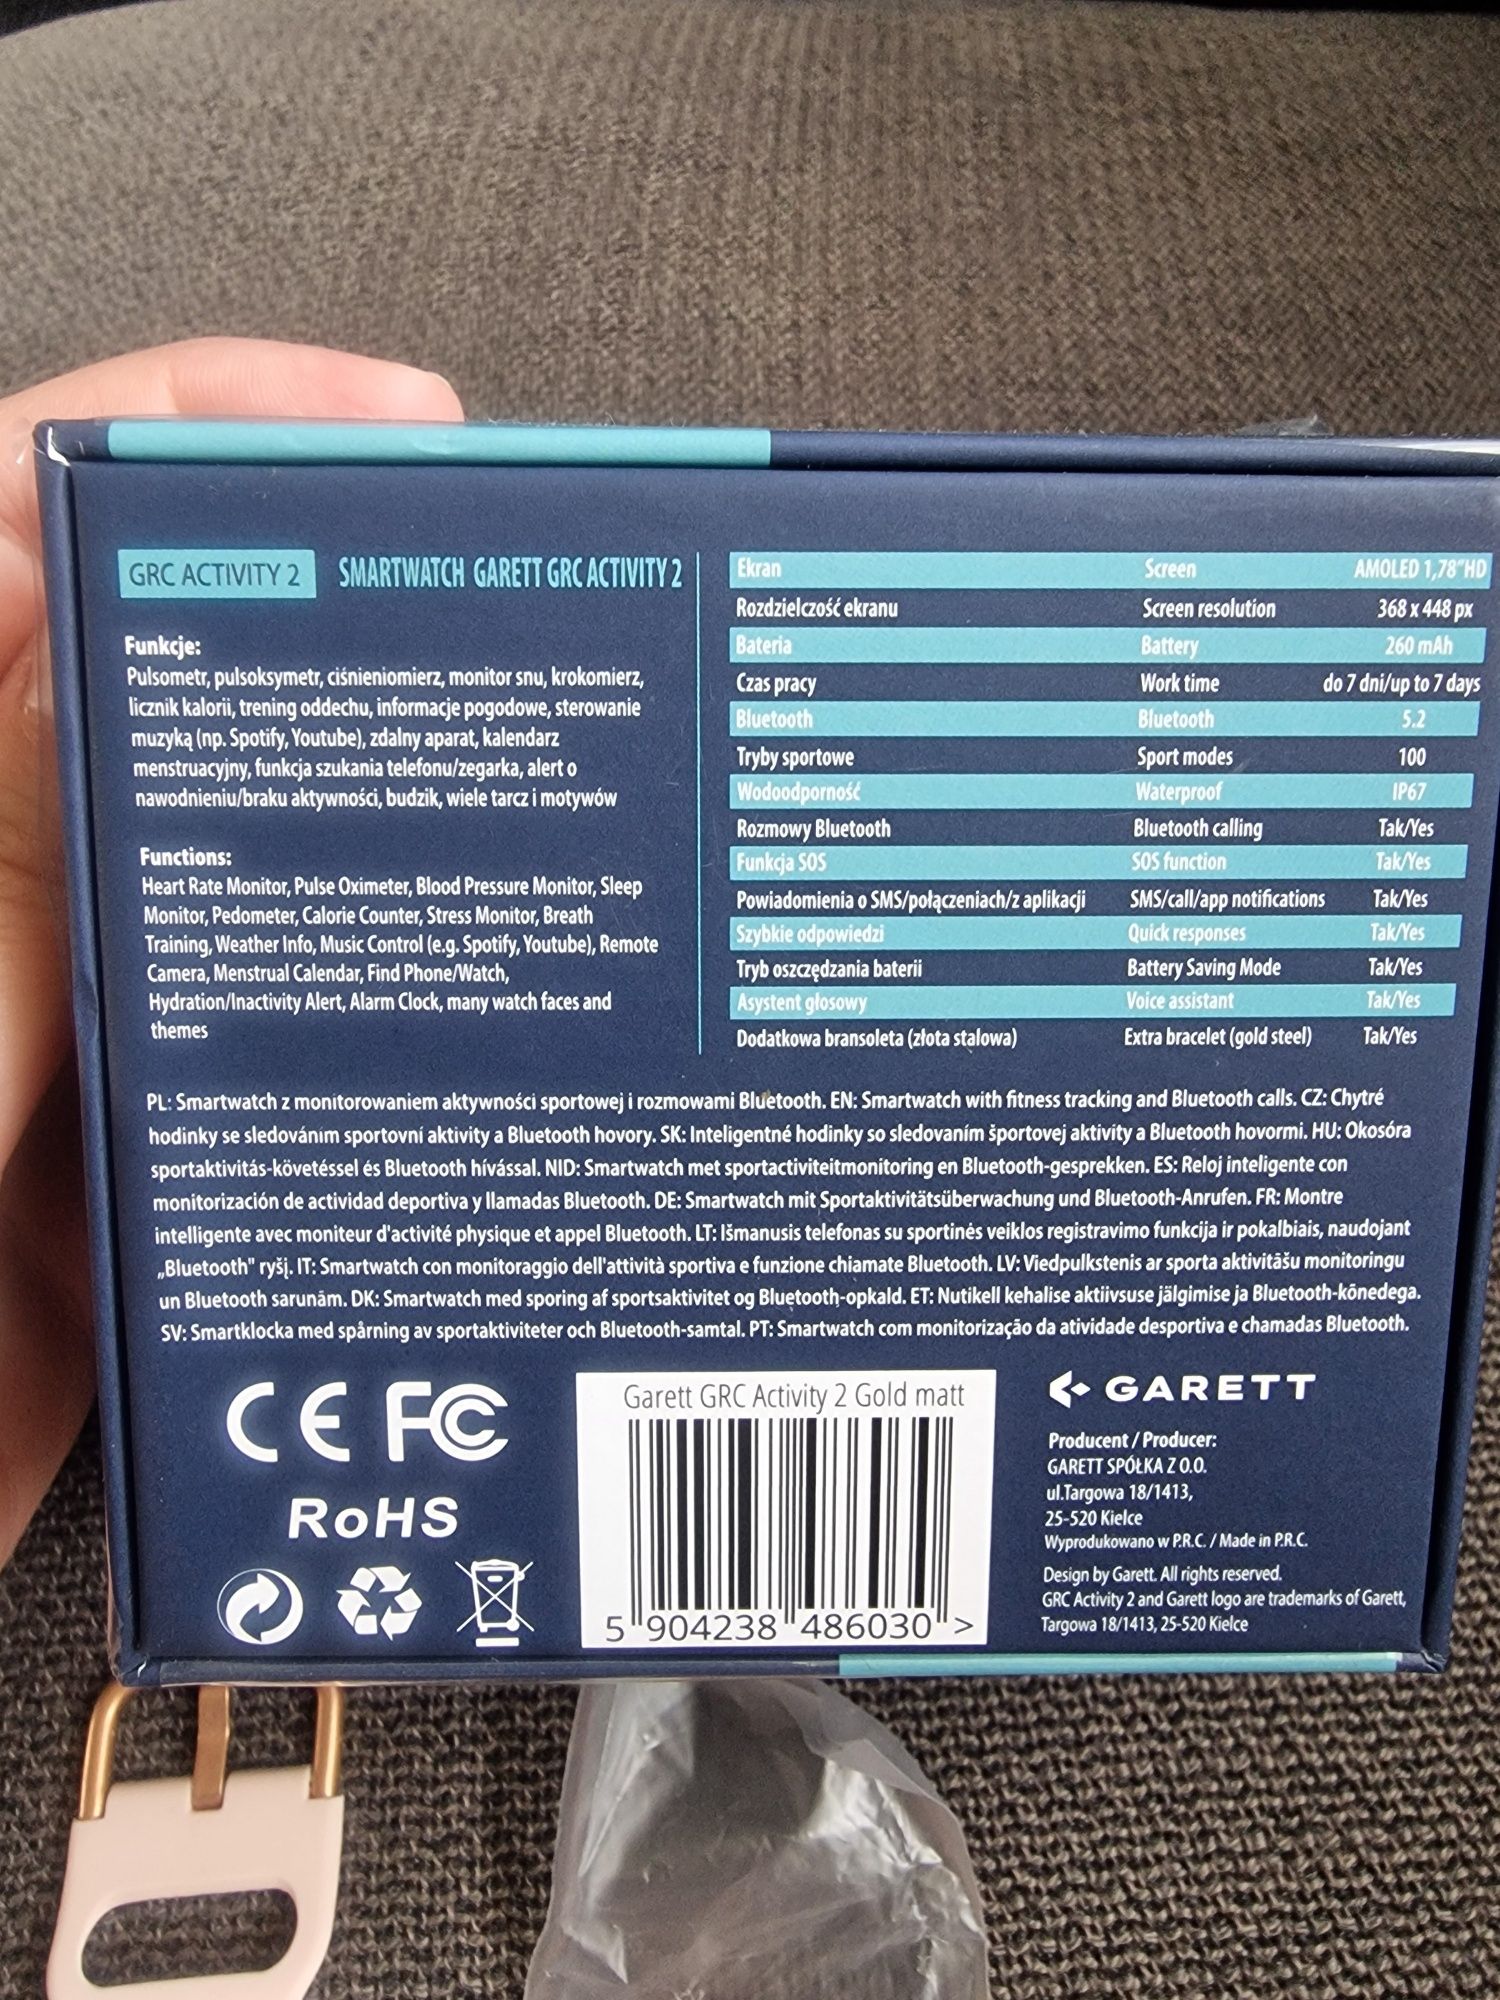 GRC ACTIVITY 2
SMARTWATCH GARETT GRC ACTIVITY 2
Funkcje:
Pulsometr, pulsoksymetr, ciśnieniomierz, monitor snu, krokomierz,
licznik kalorii, trening oddechu, informacje pogodowe, sterowanie
muzyką (np. Spotify, Youtube), zdalny aparat, kalendarz
menstruacyjny, funkcja szukania telefonu/zegarka, alert o
nawodnieniu/braku aktywności, budzik, wiele tarcz i motywów
Functions:
Heart Rate Monitor, Pulse Oximeter, Blood Pressure Monitor, Sleep
Monitor, Pedometer, Calorie Counter, Stress Monitor, Breath
Training, Weather Info, Music Control (e.g. Spotify, Youtube), Remote
Camera, Menstrual Calendar, Find Phone/Watch,
Hydration/Inactivity Alert, Alarm Clock, many watch faces and
themes
Ekran Screen AMOLED 1,78"HD
Rozdzielczość ekranu Screen resolution 368 x 448 px
Bateria Battery 260 mAh
Czas pracy Work time do 7 dni/up to 7 days
Bluetooth Bluetooth 5.2
Tryby sportowe Sport modes 100
Wodoodporność Waterproof IP67
Rozmowy Bluetooth Bluetooth calling Tak/Yes
Funkcja SOS SOS function Tak/Yes
Powiadomienia o SMS/połączeniach/z aplikacji SMS/call/app notifications Tak/Yes
Szybkie odpowiedzi Quick responses Tak/Yes
Tryb oszczędzania baterii Battery Saving Mode Tak/Yes
Asystent głosowy Voice assistant Tak/Yes
Dodatkowa bransoleta (złota stalowa) Extra bracelet (gold steel) Tak/Yes
PL: Smartwatch z monitorowaniem aktywności sportowej i rozmowami Bluetooth. EN: Smartwatch with fitness tracking and Bluetooth calls. CZ: Chytré
hodinky se sledováním sportovní aktivity a Bluetooth hovory. SK: Inteligentné hodinky so sledovaním športovej aktivity a Bluetooth hovormi. HU: Okosóra
sportaktivitás-követéssel és Bluetooth hívással. NID: Smartwatch met sportactiviteitmonitoring en Bluetooth-gesprekken. ES: Reloj inteligente con
monitorización de actividad deportiva y llamadas Bluetooth. DE: Smartwatch mit Sportaktivitätsüberwachung und Bluetooth-Anrufen. FR: Montre
intelligente avec moniteur d'activité physique et appel Bluetooth. LT: Išmanusis telefonas su sportinės veiklos registravimo funkcija ir pokalbiais, naudojant
„Bluetooth" ryšį. IT: Smartwatch con monitoraggio dell'attività sportiva e funzione chiamate Bluetooth. LV: Viedpulkstenis ar sporta aktivitāšu monitoringu
un Bluetooth sarunām. DK: Smartwatch med sporing af sportsaktivitet og Bluetooth-opkald. ET: Nutikell kehalise aktiivsuse jälgimise ja Bluetooth-kõnedega.
SV: Smartklocka med spårning av sportaktiviteter och Bluetooth-samtal. PT: Smartwatch com monitorização da atividade desportiva e chamadas Bluetooth.
CE FC
RoHS
Garett GRC Activity 2 Gold matt
5 904238 486030 >
GARETT
Producent / Producer:
GARETT SPÓŁKA Z O.O.
ul.Targowa 18/1413,
25-520 Kielce
Wyprodukowano w P.R.C. / Made in P.R.C.
Design by Garett. All rights reserved.
GRC Activity 2 and Garett logo are trademarks of Garett,
Targowa 18/1413, 25-520 Kielce